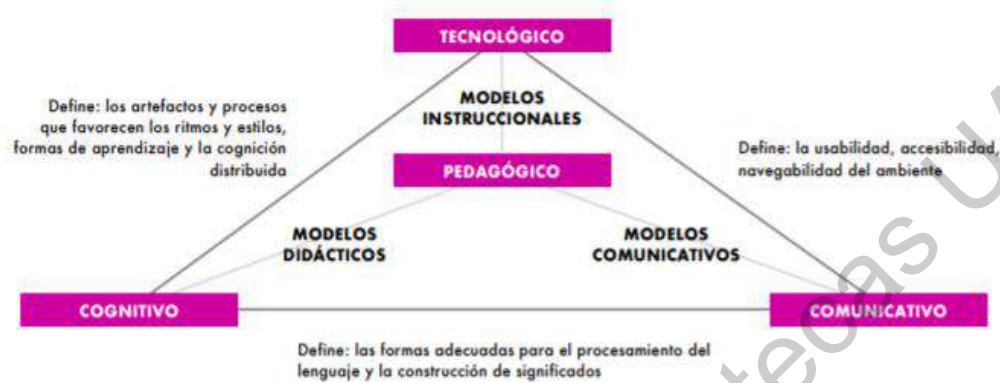 TECNOLÓGICO
MODELOS
INSTRUCCIONALES
Define: los artefactos y procesos
que favorecen los ritmos y estilos,
formas de aprendizaje y la cognición
distribuida
Define: la usabilidad, accesibilidad,
navegabilidad del ambiente
PEDAGÓGICO
MODELOS
DIDÁCTICOS
MODELOS
COMUNICATIVOS
COGNITIVO
COMUNICATIVO
Define: las formas adecuadas para el procesamiento del
lenguaje y la construcción de significados